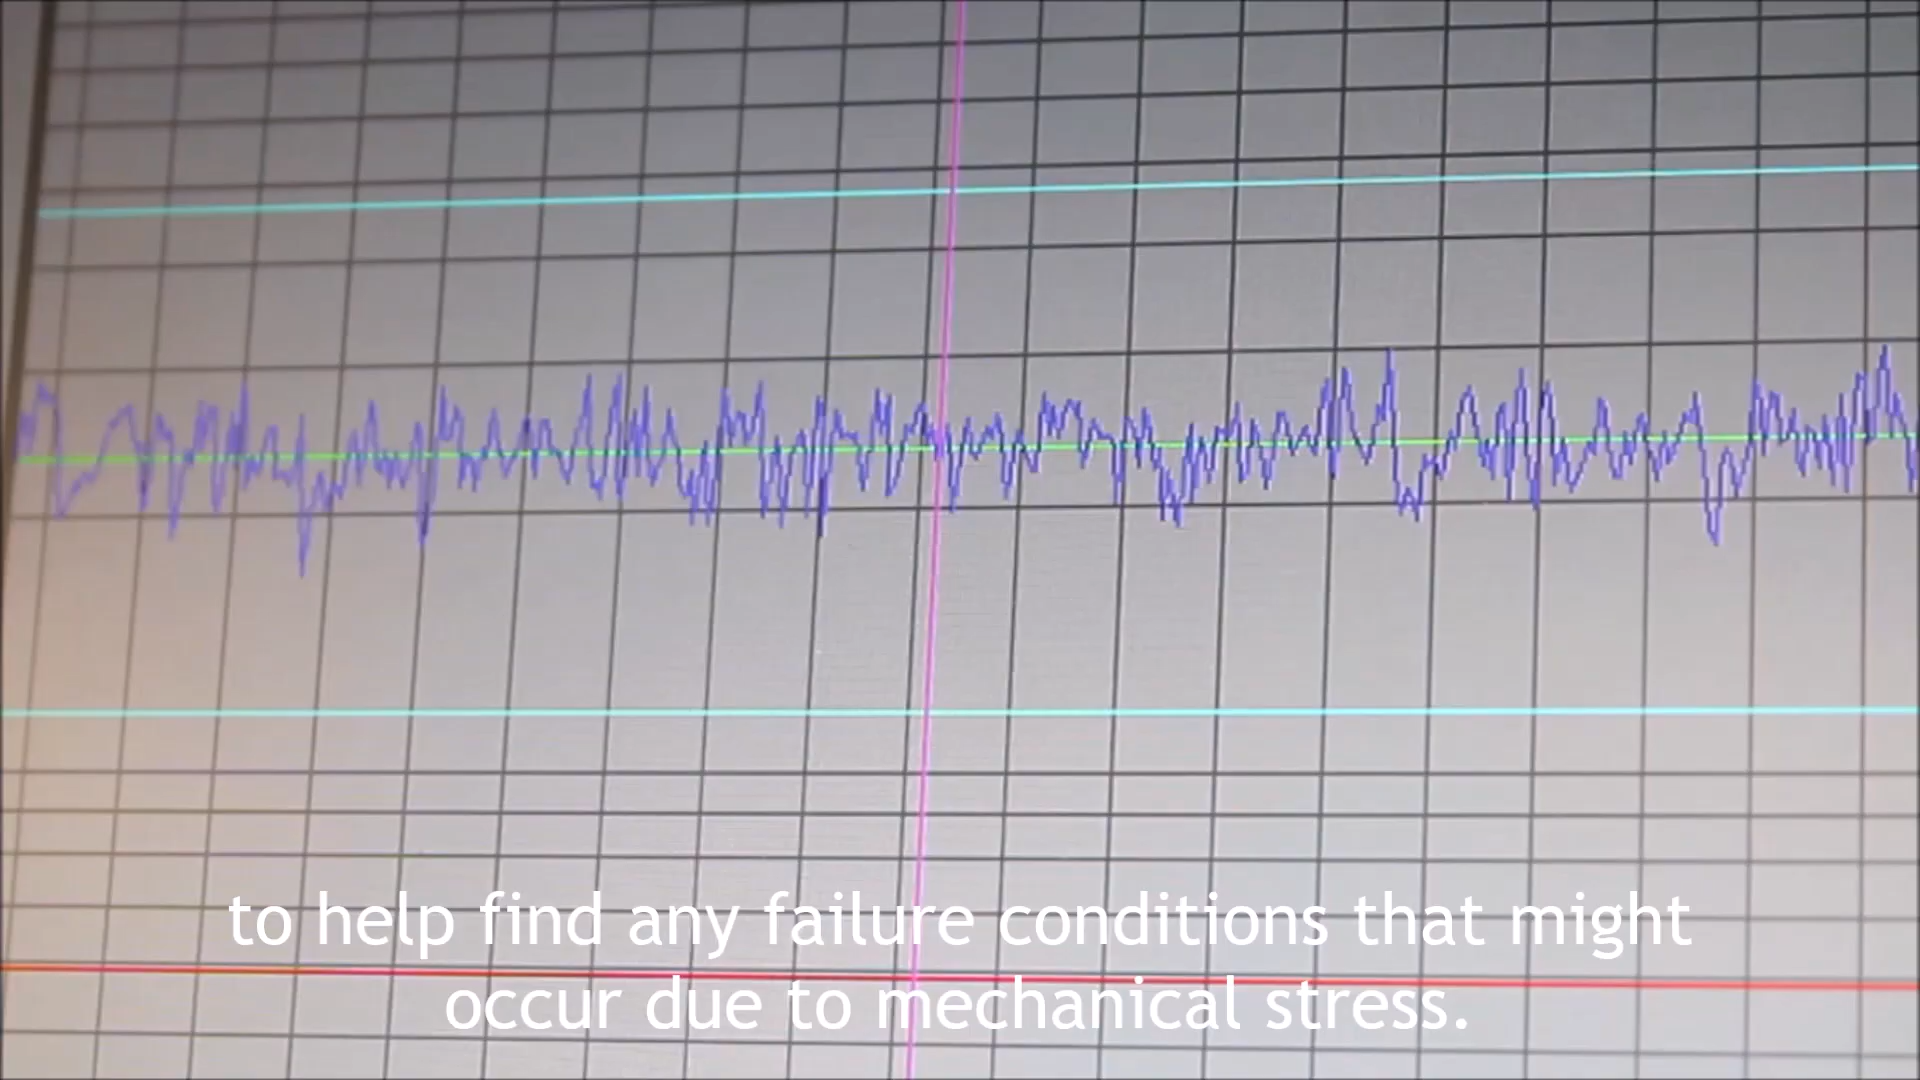 to help find any failure conditions that might
occur due to mechanical stress.